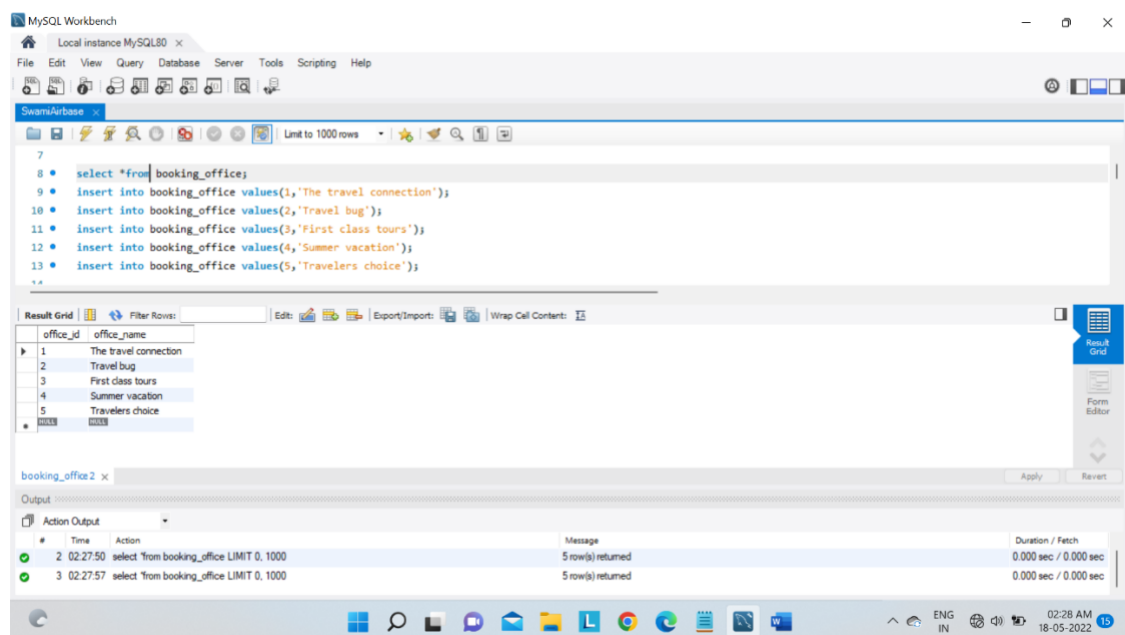 MySQL Workbench
Local instance MySQL80
File Edit View Query Database Server Tools Scripting Help
SwamiAirbase
Limit to 1000 rows
7
8 select *from booking_office;
9 insert into booking_office values(1,'The travel connection');
10 insert into booking_office values(2,'Travel bug');
11 insert into booking_office values(3,'First class tours');
12 insert into booking_office values(4,'Summer vacation');
13 insert into booking_office values(5,'Travelers choice');
14
Result Grid Filter Rows: Edit: Export/Import: Wrap Cell Content:
Result Grid
Form Editor
office_id office_name
1 The travel connection
2 Travel bug
3 First class tours
4 Summer vacation
5 Travelers choice
NULL NULL
booking_office 2 Apply Revert
Output
Action Output
# Time Action Message Duration / Fetch
2 02:27:50 select *from booking_office LIMIT 0, 1000 5 row(s) returned 0.000 sec / 0.000 sec
3 02:27:57 select *from booking_office LIMIT 0, 1000 5 row(s) returned 0.000 sec / 0.000 sec
ENG 02:28 AM
IN 18-05-2022 15